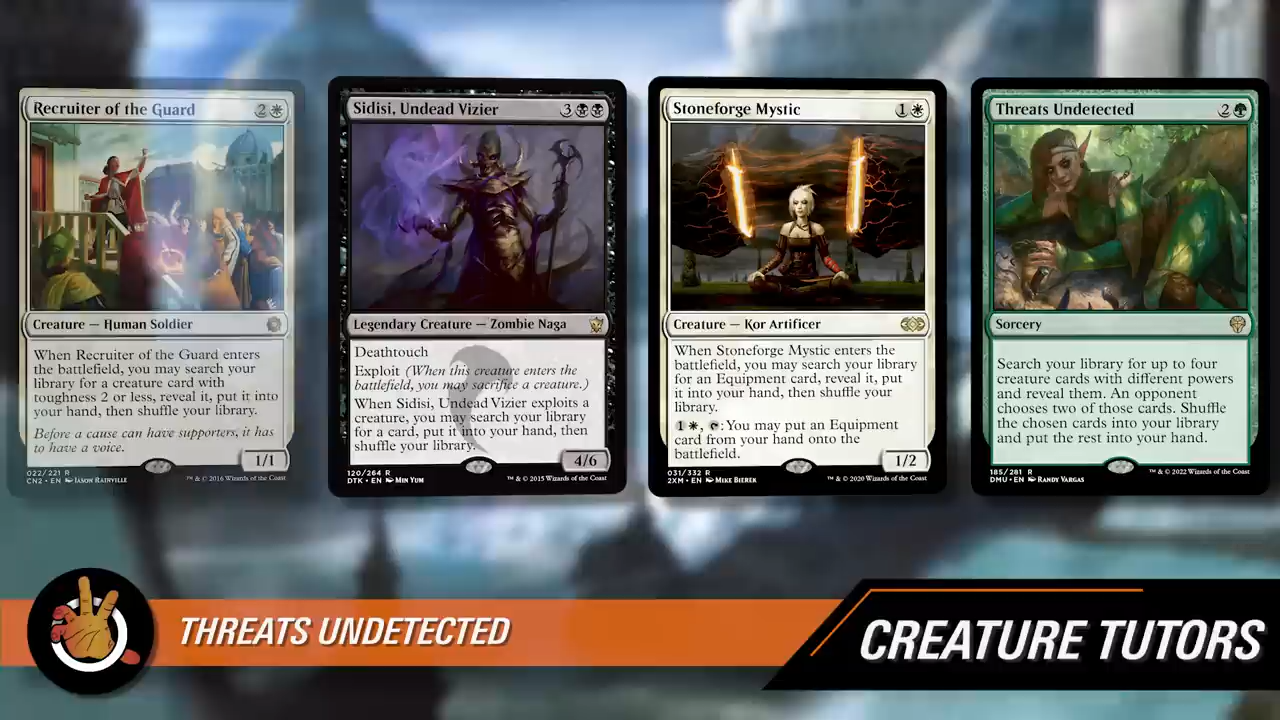 Recruiter of the Guard 2
Creature — Human Soldier
When Recruiter of the Guard enters
the battlefield, you may search your
library for a creature card with
toughness 2 or less, reveal it, put it into
your hand, then shuffle your library.
Before a cause can have supporters, it has
to have a voice.
1/1
022/221 R
CN2 • EN Jason Rainville
™ & © 2016 Wizards of the Coast
Sidisi, Undead Vizier 3
Legendary Creature — Zombie Naga
Deathtouch
Exploit (When this creature enters the
battlefield, you may sacrifice a creature.)
When Sidisi, Undead Vizier exploits a
creature, you may search your library
for a card, put it into your hand, then
shuffle your library.
4/6
120/264 R
DTK • EN Min Yum
™ & © 2015 Wizards of the Coast
Stoneforge Mystic 1
Creature — Kor Artificer
When Stoneforge Mystic enters the
battlefield, you may search your library
for an Equipment card, reveal it, put
it into your hand, then shuffle your
library.
1, : You may put an Equipment
card from your hand onto the
battlefield.
1/2
031/332 R
2XM • EN Mike Bierek
™ & © 2020 Wizards of the Coast
Threats Undetected 2
Sorcery
Search your library for up to four
creature cards with different powers
and reveal them. An opponent
chooses two of those cards. Shuffle
the chosen cards into your library
and put the rest into your hand.
185/281 R
DMU • EN Randy Vargas
™ & © 2022 Wizards of the Coast
THREATS UNDETECTED
CREATURE TUTORS